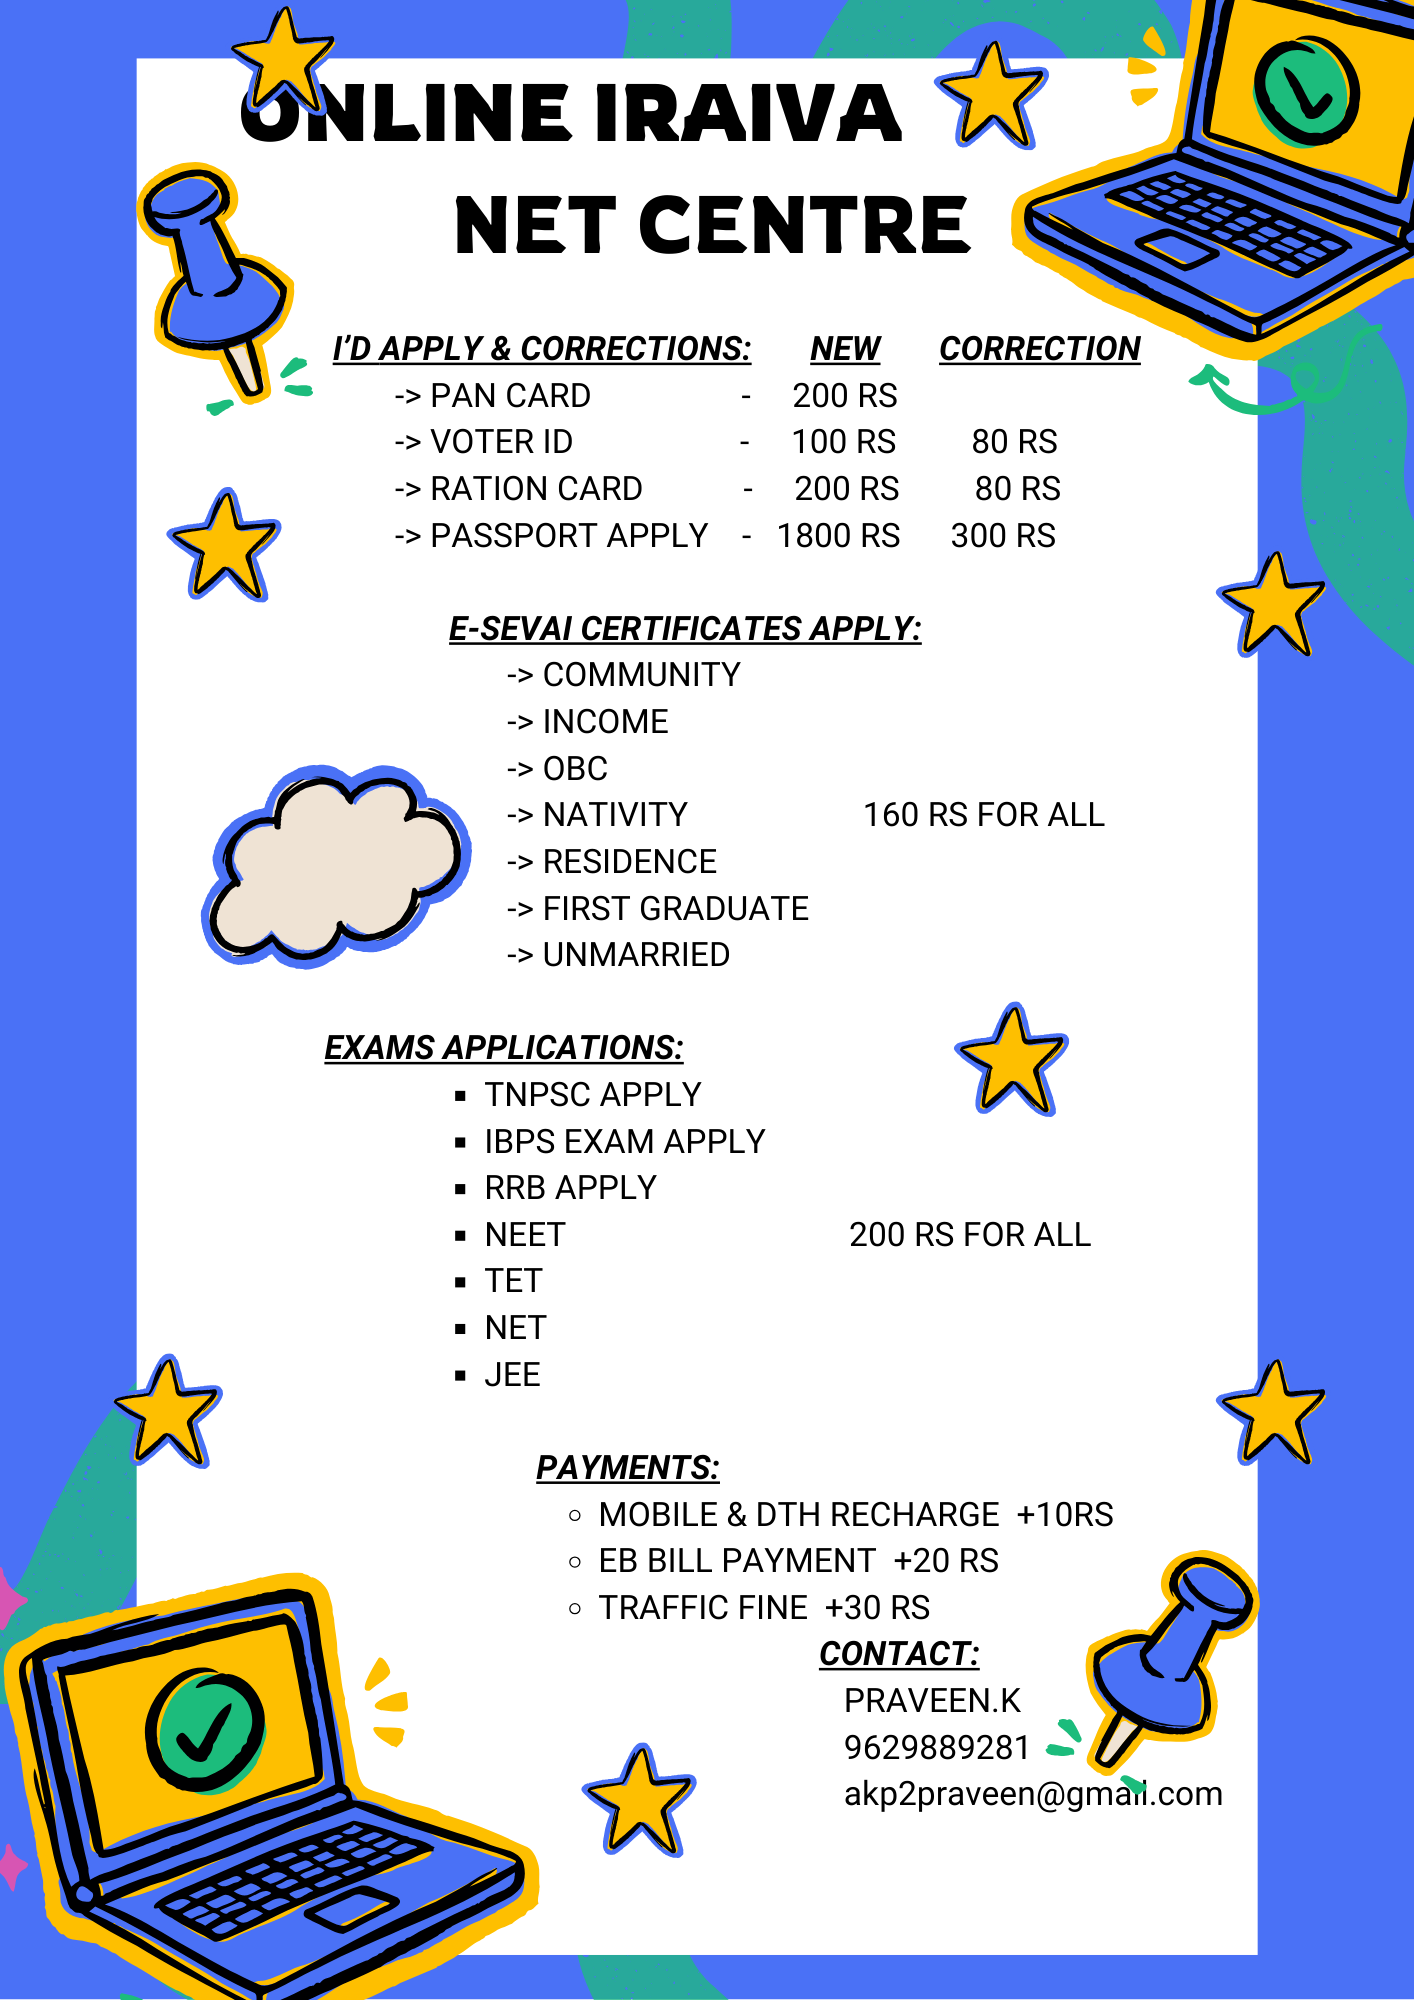 ONLINE IRAIVA
NET CENTRE
I'D APPLY & CORRECTIONS: NEW CORRECTION
-> PAN CARD - 200 RS
-> VOTER ID - 100 RS 80 RS
-> RATION CARD - 200 RS 80 RS
-> PASSPORT APPLY - 1800 RS 300 RS
E-SEVAI CERTIFICATES APPLY:
-> COMMUNITY
-> INCOME
-> OBC
-> NATIVITY 160 RS FOR ALL
-> RESIDENCE
-> FIRST GRADUATE
-> UNMARRIED
EXAMS APPLICATIONS:
▪ TNPSC APPLY
▪ IBPS EXAM APPLY
▪ RRB APPLY
▪ NEET 200 RS FOR ALL
▪ TET
▪ NET
▪ JEE
PAYMENTS:
◦ MOBILE & DTH RECHARGE +10RS
◦ EB BILL PAYMENT +20 RS
◦ TRAFFIC FINE +30 RS
CONTACT:
PRAVEEN.K
9629889281
akp2praveen@gmail.com